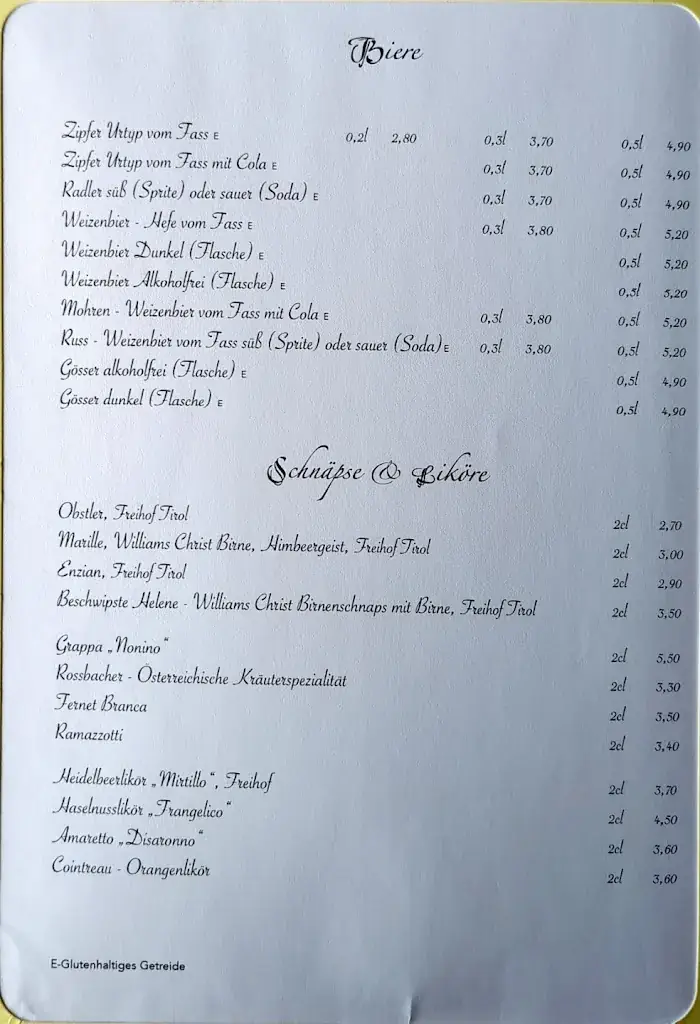 Biere
Zipfer Urtyp vom Fass E 0,2l 2,80 0,3l 3,70 0,5l 4,90
Zipfer Urtyp vom Fass mit Cola E 0,3l 3,70 0,5l 4,90
Radler süß (Sprite) oder sauer (Soda) E 0,3l 3,70 0,5l 4,90
Weizenbier - Hefe vom Fass E 0,3l 3,80 0,5l 5,20
Weizenbier Dunkel (Flasche) E 0,5l 5,20
Weizenbier Alkoholfrei (Flasche) E 0,5l 5,20
Mohren - Weizenbier vom Fass mit Cola E 0,3l 3,80 0,5l 5,20
Russ - Weizenbier vom Fass süß (Sprite) oder sauer (Soda) E 0,3l 3,80 0,5l 5,20
Gösser alkoholfrei (Flasche) E 0,5l 4,90
Gösser dunkel (Flasche) E 0,5l 4,90
Schnäpse & Liköre
Obstler, Freihof Tirol 2cl 2,70
Marille, Williams Christ Birne, Himbeergeist, Freihof Tirol 2cl 3,00
Enzian, Freihof Tirol 2cl 2,90
Beschwipste Helene - Williams Christ Birnenschnaps mit Birne, Freihof Tirol 2cl 3,50
Grappa „Nonino“ 2cl 5,50
Rossbacher - Österreichische Kräuterspezialität 2cl 3,30
Fernet Branca 2cl 3,50
Ramazzotti 2cl 3,40
Heidelbeerlikör „Mirtillo“, Freihof 2cl 3,70
Haselnusslikör „Frangelico“ 2cl 4,50
Amaretto „Disaronno“ 2cl 3,60
Cointreau - Orangenlikör 2cl 3,60
E-Glutenhaltiges Getreide